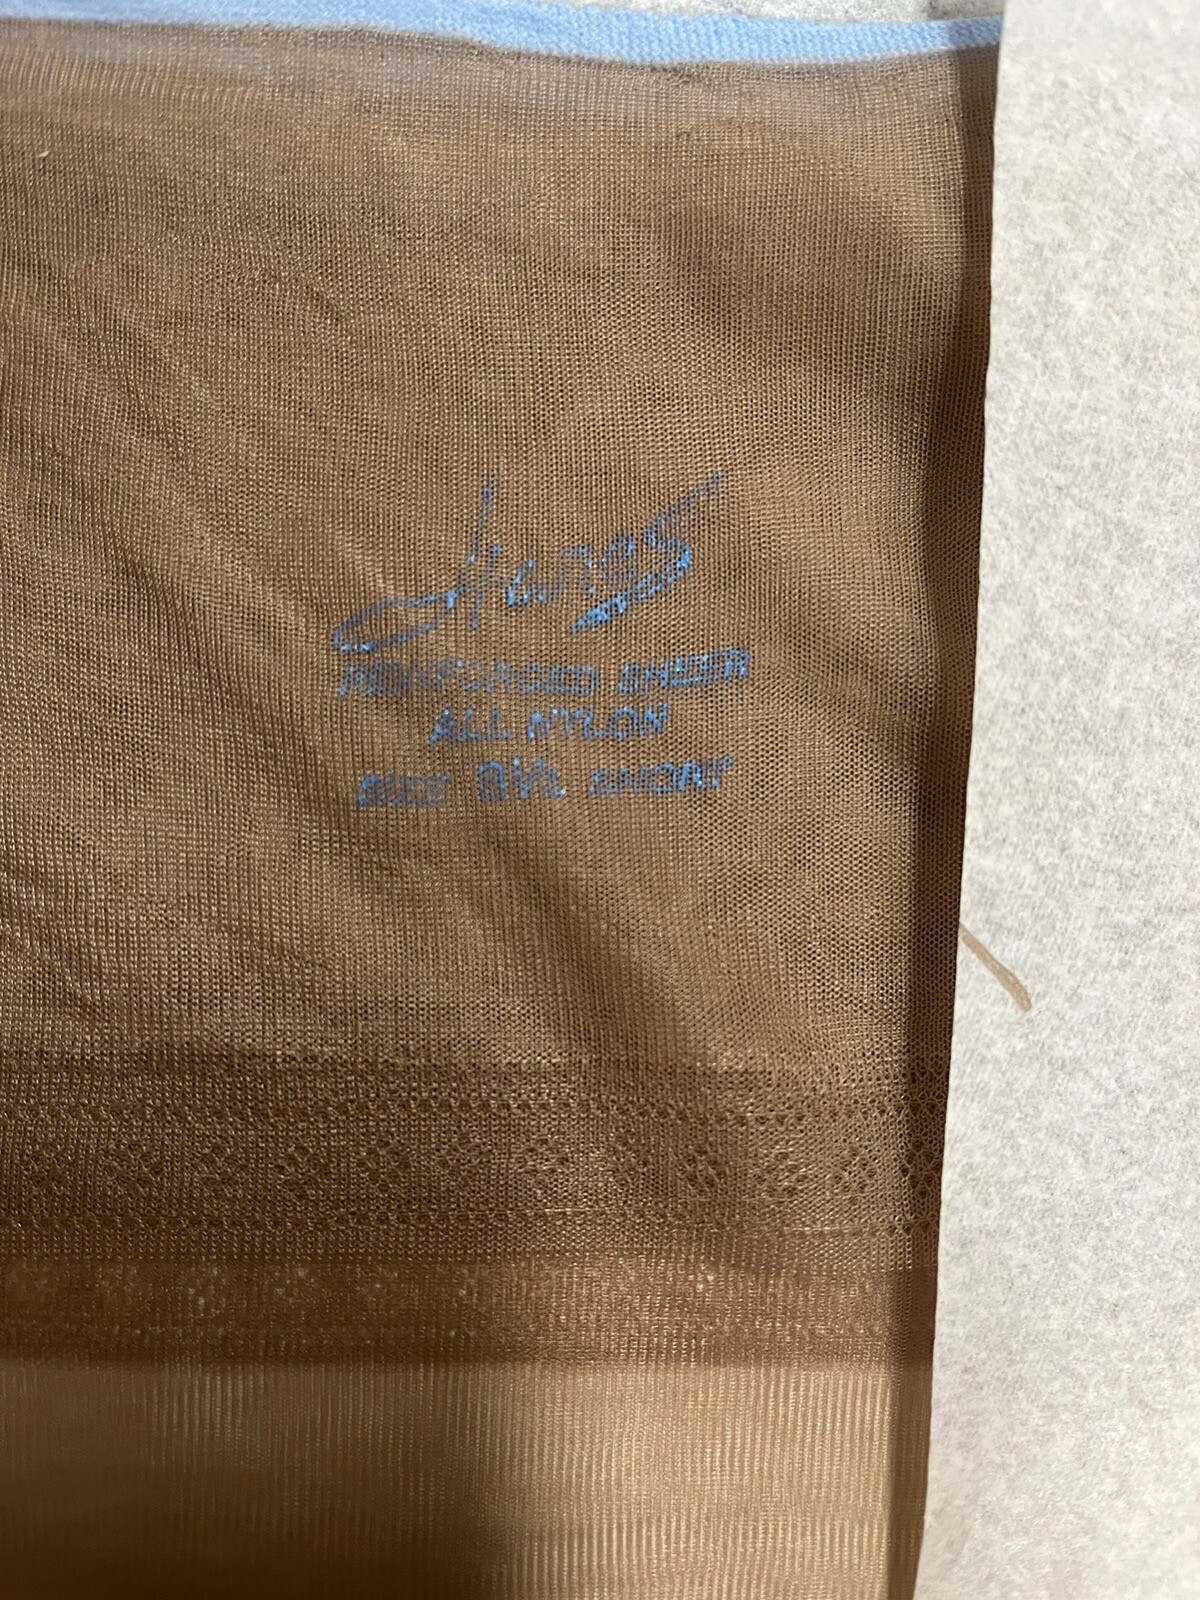 Hanes
REINFORCED SHEER
ALL NYLON
SIZE 8½ SHORT